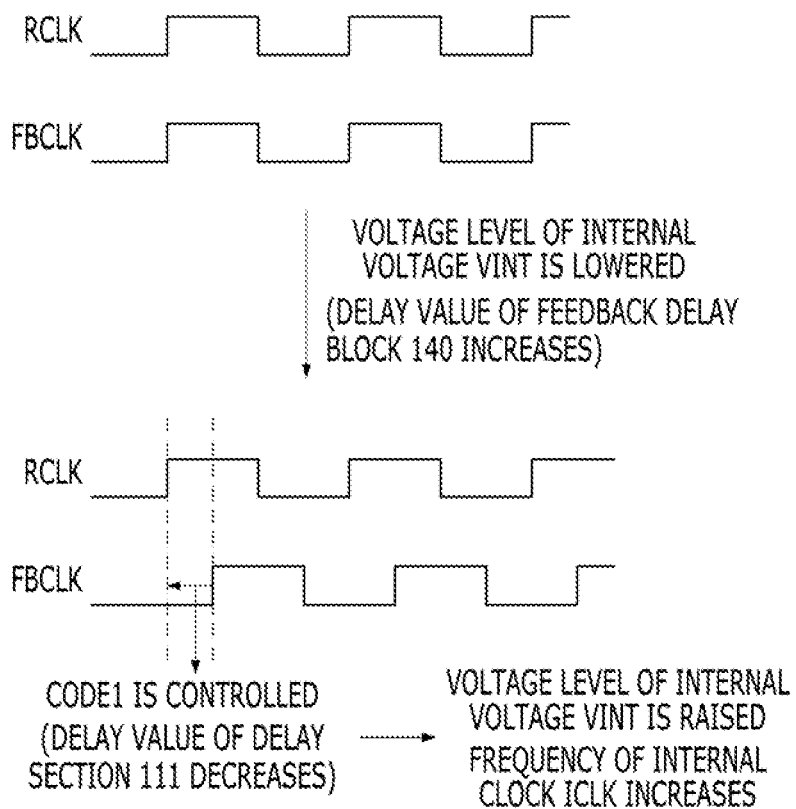 RCLK
FBCLK
VOLTAGE LEVEL OF INTERNAL
VOLTAGE VINT IS LOWERED
(DELAY VALUE OF FEEDBACK DELAY
BLOCK 140 INCREASES)
RCLK
FBCLK
CODE1 IS CONTROLLED
(DELAY VALUE OF DELAY
SECTION 111 DECREASES)
VOLTAGE LEVEL OF INTERNAL
VOLTAGE VINT IS RAISED
FREQUENCY OF INTERNAL
CLOCK ICLK INCREASES